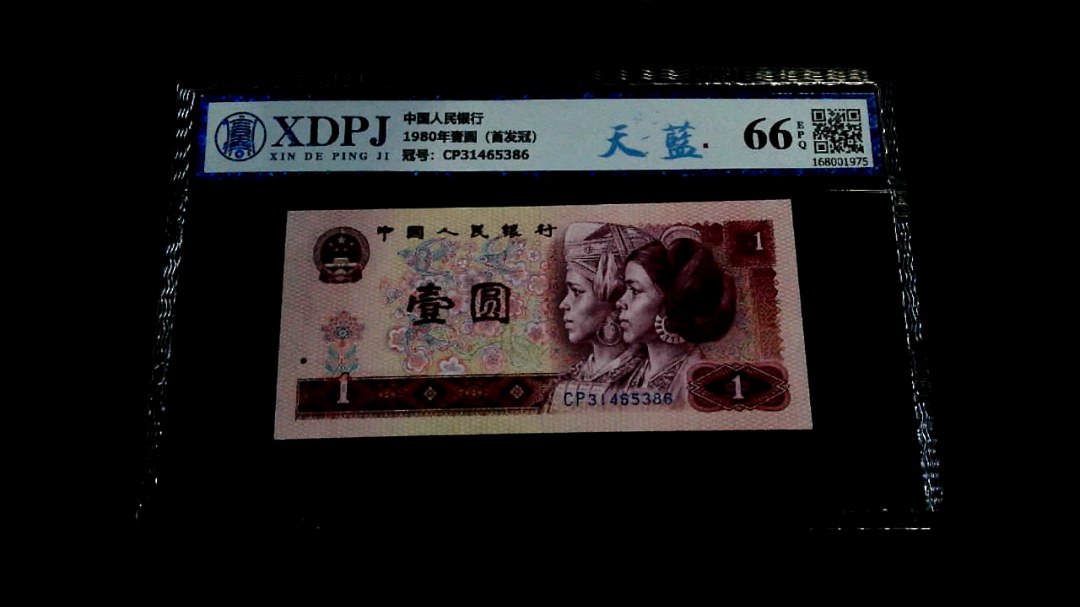 XDPJ
XIN DE PING JI
中国人民银行
1980年壹圆（首发冠）
冠号：CP31465386
天蓝
66
EPQ
168001975
中国人民银行
1
壹圆
1
CP31465386
1